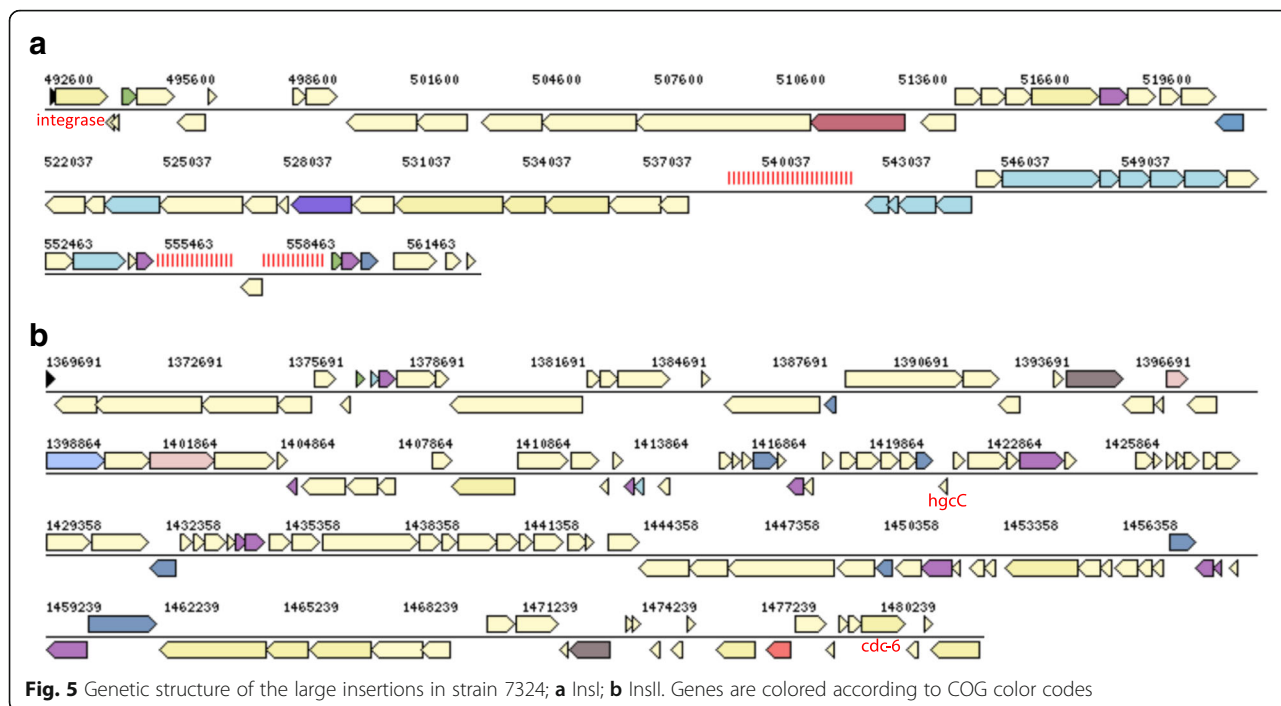 a
492600 495600 498600 501600 504600 507600 510600 513600 516600 519600
integrase
522037 525037 528037 531037 534037 537037 540037 543037 546037 549037
552463 555463 558463 561463
b
1369691 1372691 1375691 1378691 1381691 1384691 1387691 1390691 1393691 1396691
1398864 1401864 1404864 1407864 1410864 1413864 1416864 1419864 1422864 1425864
hgcC
1429358 1432358 1435358 1438358 1441358 1444358 1447358 1450358 1453358 1456358
1459239 1462239 1465239 1468239 1471239 1474239 1477239 1480239
cdc-6
Fig. 5 Genetic structure of the large insertions in strain 7324; a InsI; b InsII. Genes are colored according to COG color codes